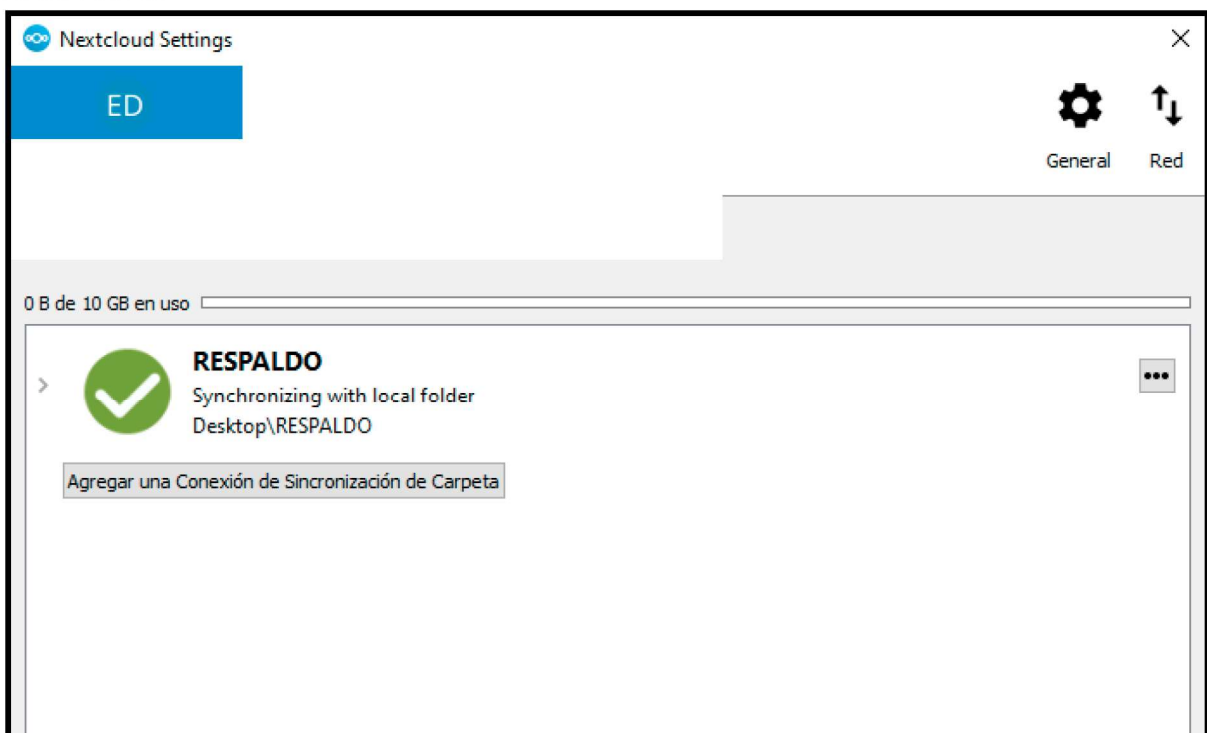 Nextcloud Settings
ED
General
Red
0 B de 10 GB en uso
RESPALDO
Synchronizing with local folder
Desktop\RESPALDO
Agregar una Conexión de Sincronización de Carpeta